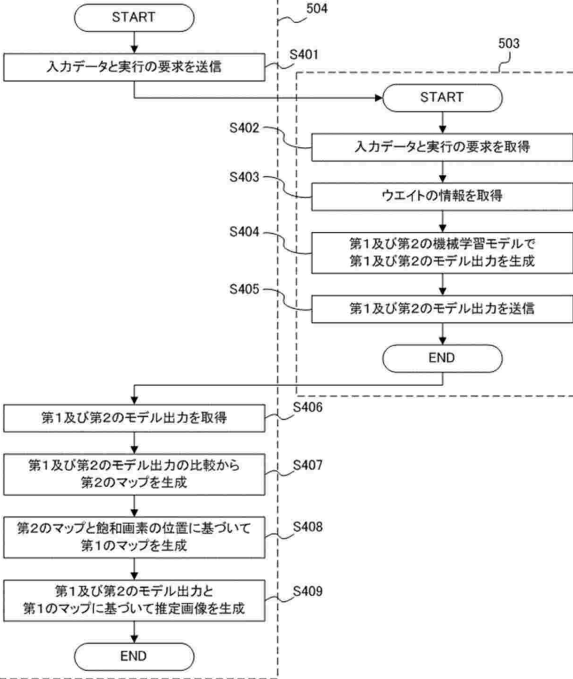 START
504
S401
入力データと実行の要求を送信
503
START
S402
入力データと実行の要求を取得
S403
ウエイトの情報を取得
S404
第1及び第2の機械学習モデルで
第1及び第2のモデル出力を生成
S405
第1及び第2のモデル出力を送信
END
第1及び第2のモデル出力を取得
S406
第1及び第2のモデル出力の比較から
第2のマップを生成
S407
第2のマップと飽和画素の位置に基づいて
第1のマップを生成
S408
第1及び第2のモデル出力と
第1のマップに基づいて推定画像を生成
S409
END